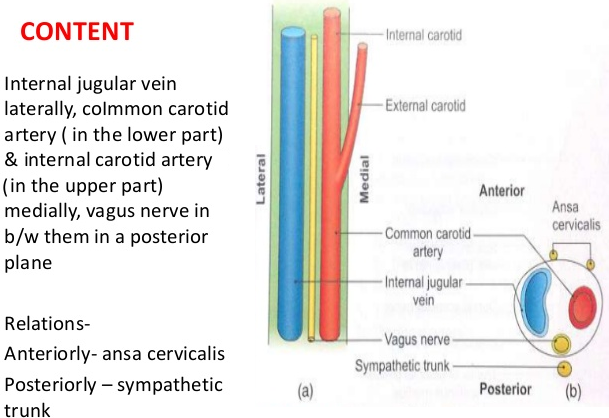 CONTENT
Internal jugular vein
laterally, colmmon carotid
artery ( in the lower part)
& internal carotid artery
(in the upper part)
medially, vagus nerve in
b/w them in a posterior
plane
Relations-
Anteriorly- ansa cervicalis
Posteriorly – sympathetic
trunk
Internal carotid
External carotid
Lateral
Medial
Anterior
Ansa
cervicalis
Common carotid
artery
Internal jugular
vein
Vagus nerve
Sympathetic trunk
(a)
Posterior
(b)